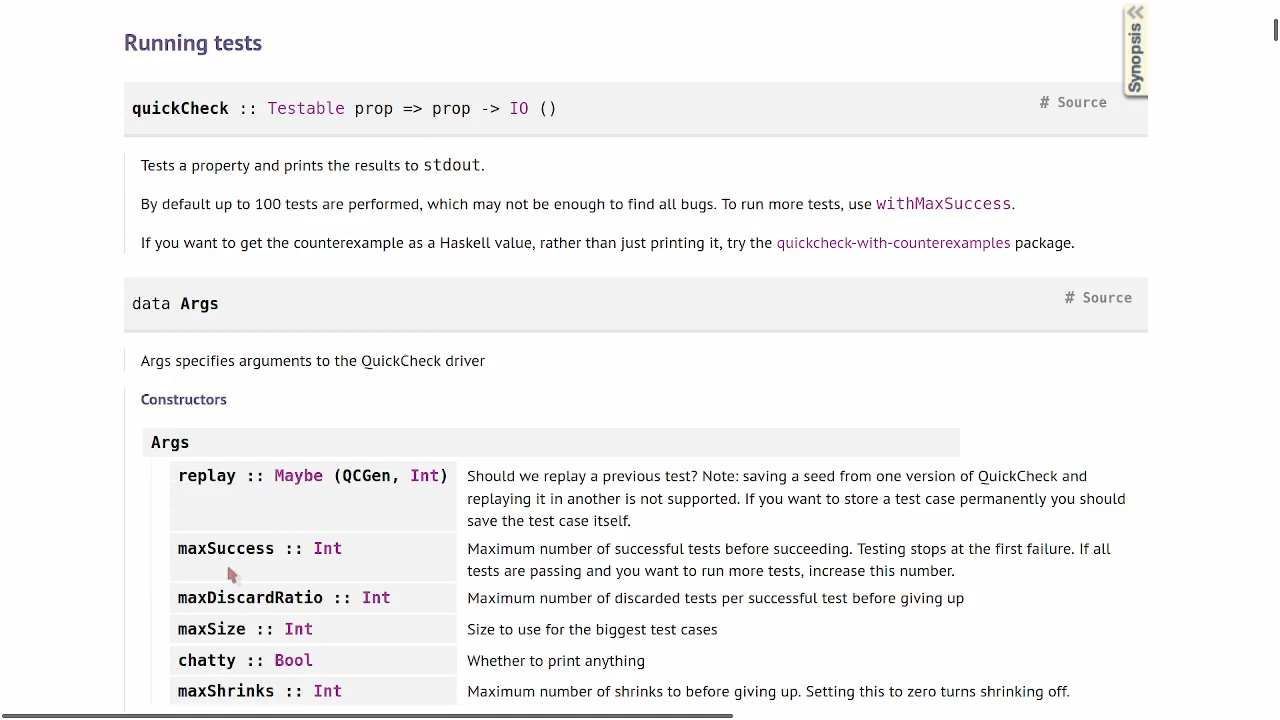 Synopsis
Running tests
quickCheck :: Testable prop => prop -> IO ()
# Source
Tests a property and prints the results to stdout.
By default up to 100 tests are performed, which may not be enough to find all bugs. To run more tests, use withMaxSuccess.
If you want to get the counterexample as a Haskell value, rather than just printing it, try the quickcheck-with-counterexamples package.
data Args
# Source
Args specifies arguments to the QuickCheck driver
Constructors
Args
replay :: Maybe (QCGen, Int)
Should we replay a previous test? Note: saving a seed from one version of QuickCheck and
replaying it in another is not supported. If you want to store a test case permanently you should
save the test case itself.
maxSuccess :: Int
Maximum number of successful tests before succeeding. Testing stops at the first failure. If all
tests are passing and you want to run more tests, increase this number.
maxDiscardRatio :: Int
Maximum number of discarded tests per successful test before giving up
maxSize :: Int
Size to use for the biggest test cases
chatty :: Bool
Whether to print anything
maxShrinks :: Int
Maximum number of shrinks to before giving up. Setting this to zero turns shrinking off.